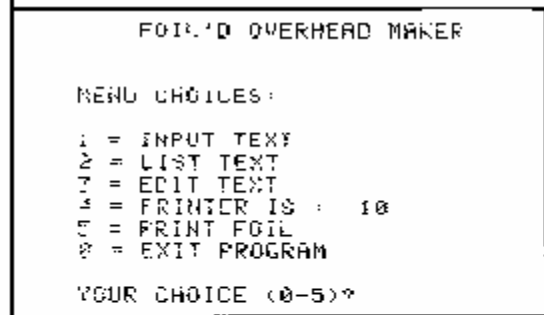 FOIL'D OVERHEAD MAKER
MENU CHOICES:
1 = INPUT TEXT
2 = LIST TEXT
3 = EDIT TEXT
4 = PRINTER IS : 10
5 = PRINT FOIL
0 = EXIT PROGRAM
YOUR CHOICE (0-5)?